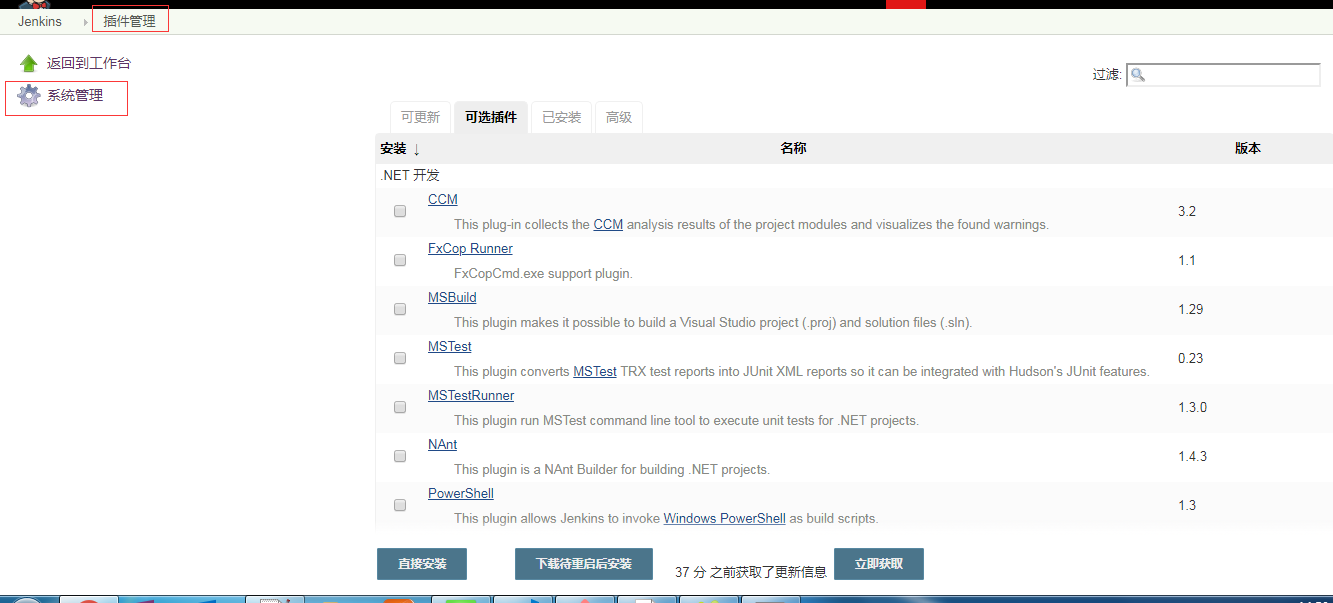 Jenkins 插件管理
返回到工作台
系统管理
过滤:
可更新 可选插件 已安装 高级
安装 ↓ 名称 版本
.NET 开发
CCM
This plug-in collects the CCM analysis results of the project modules and visualizes the found warnings.
3.2
FxCop Runner
FxCopCmd.exe support plugin.
1.1
MSBuild
This plugin makes it possible to build a Visual Studio project (.proj) and solution files (.sln).
1.29
MSTest
This plugin converts MSTest TRX test reports into JUnit XML reports so it can be integrated with Hudson's JUnit features.
0.23
MSTestRunner
This plugin run MSTest command line tool to execute unit tests for .NET projects.
1.3.0
NAnt
This plugin is a NAnt Builder for building .NET projects.
1.4.3
PowerShell
This plugin allows Jenkins to invoke Windows PowerShell as build scripts.
1.3
直接安装 下载待重启后安装 37 分 之前获取了更新信息 立即获取